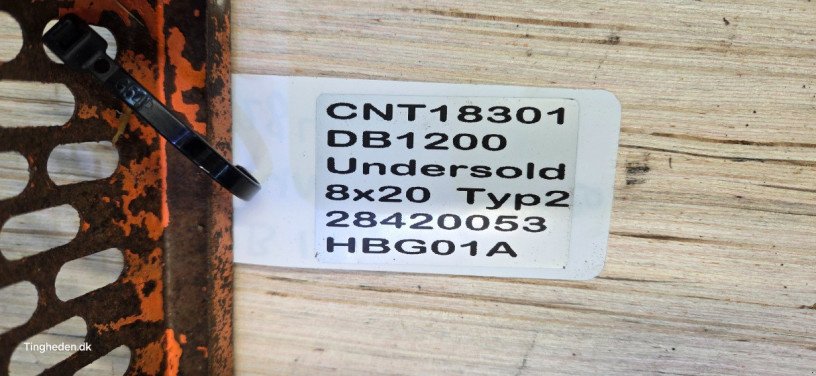 CNT18301
DB1200
Undersold
8x20 Typ2
28420053
HBG01A
Tingheden.dk